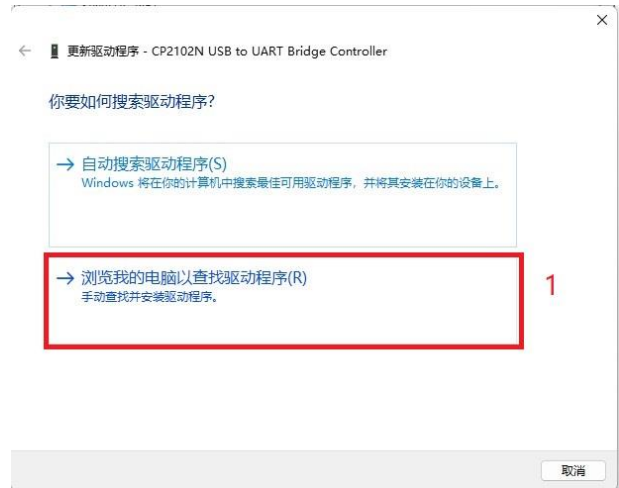 更新驱动程序 - CP2102N USB to UART Bridge Controller
你要如何搜索驱动程序?
→ 自动搜索驱动程序(S)
Windows 将在你的计算机中搜索最佳可用驱动程序，并将其安装在你的设备上。
→ 浏览我的电脑以查找驱动程序(R)
手动查找并安装驱动程序。
1
取消